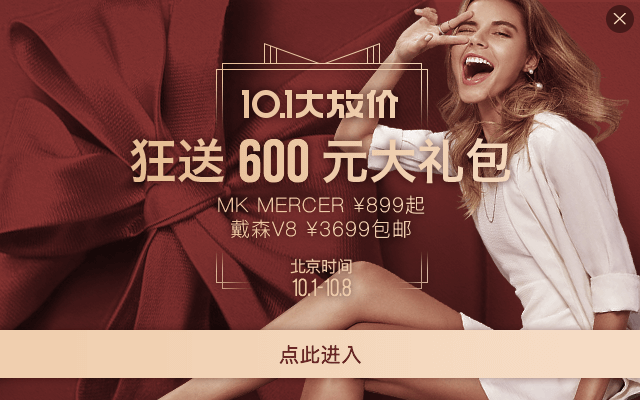 10.1大放价
狂送 600 元大礼包
MK MERCER ¥899起
戴森V8 ¥3699包邮
北京时间
10.1-10.8
点此进入